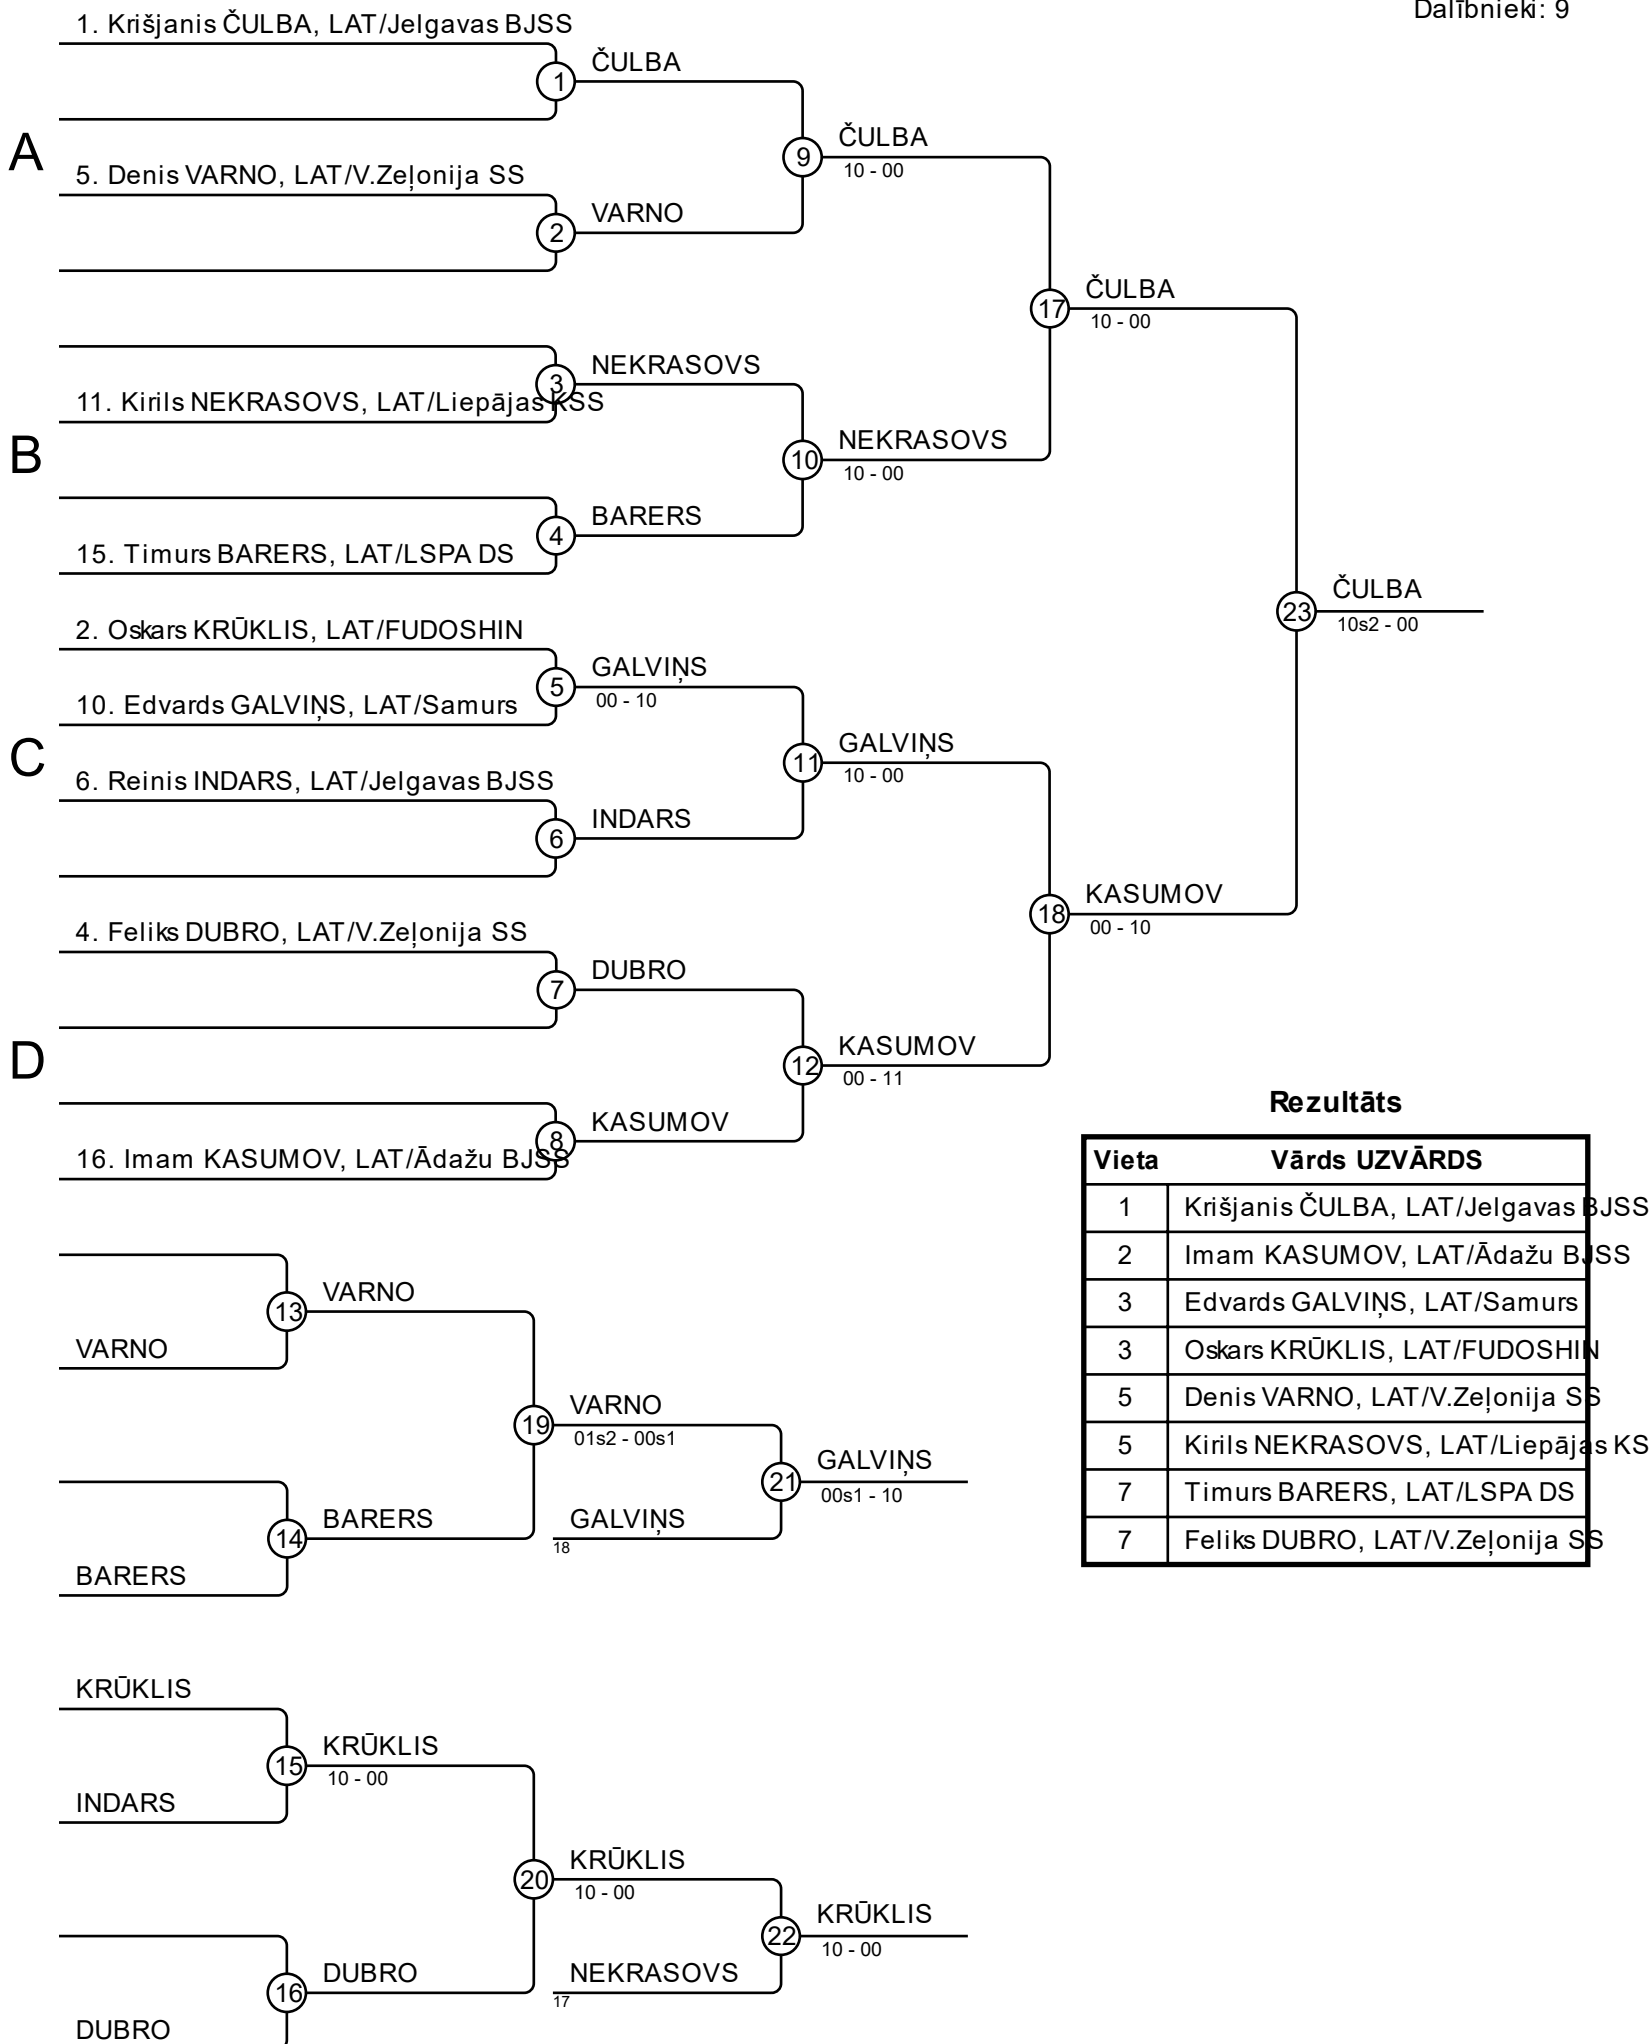 Dalībnieki: 9
1. Krišjanis ČULBA, LAT/Jelgavas BJSS
1
ČULBA
A
9
ČULBA
10 - 00
5. Denis VARNO, LAT/V.Zeļonija SS
2
VARNO
17
ČULBA
10 - 00
3
NEKRASOVS
11. Kirils NEKRASOVS, LAT/Liepājas KSS
B
10
NEKRASOVS
10 - 00
4
BARERS
15. Timurs BARERS, LAT/LSPA DS
23
ČULBA
10s2 - 00
2. Oskars KRŪKLIS, LAT/FUDOSHIN
5
GALVIŅS
00 - 10
10. Edvards GALVIŅS, LAT/Samurs
C
11
GALVIŅS
10 - 00
6. Reinis INDARS, LAT/Jelgavas BJSS
6
INDARS
18
KASUMOV
00 - 10
4. Feliks DUBRO, LAT/V.Zeļonija SS
7
DUBRO
D
12
KASUMOV
00 - 11
8
KASUMOV
16. Imam KASUMOV, LAT/Ādažu BJSS
Rezultāts
Vieta Vārds UZVĀRDS
1 Krišjanis ČULBA, LAT/Jelgavas BJSS
2 Imam KASUMOV, LAT/Ādažu BJSS
3 Edvards GALVIŅS, LAT/Samurs
3 Oskars KRŪKLIS, LAT/FUDOSHIN
5 Denis VARNO, LAT/V.Zeļonija SS
5 Kirils NEKRASOVS, LAT/Liepājas KS
7 Timurs BARERS, LAT/LSPA DS
7 Feliks DUBRO, LAT/V.Zeļonija SS
13
VARNO
VARNO
19
VARNO
01s2 - 00s1
21
GALVIŅS
00s1 - 10
14
BARERS
GALVIŅS
18
BARERS
KRŪKLIS
15
KRŪKLIS
10 - 00
INDARS
20
KRŪKLIS
10 - 00
22
KRŪKLIS
10 - 00
16
DUBRO
NEKRASOVS
17
DUBRO